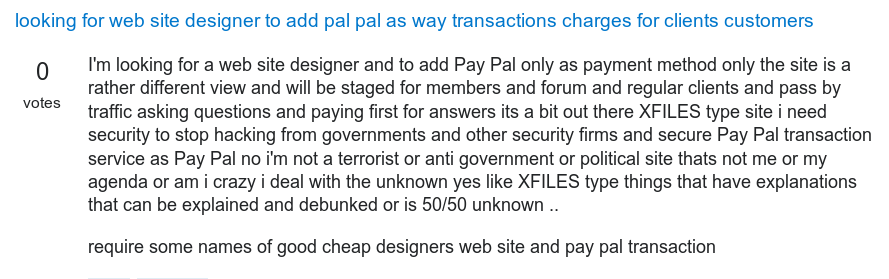 looking for web site designer to add pal pal as way transactions charges for clients customers
0
votes
I'm looking for a web site designer and to add Pay Pal only as payment method only the site is a
rather different view and will be staged for members and forum and regular clients and pass by
traffic asking questions and paying first for answers its a bit out there XFILES type site i need
security to stop hacking from governments and other security firms and secure Pay Pal transaction
service as Pay Pal no i'm not a terrorist or anti government or political site thats not me or my
agenda or am i crazy i deal with the unknown yes like XFILES type things that have explanations
that can be explained and debunked or is 50/50 unknown ..
require some names of good cheap designers web site and pay pal transaction